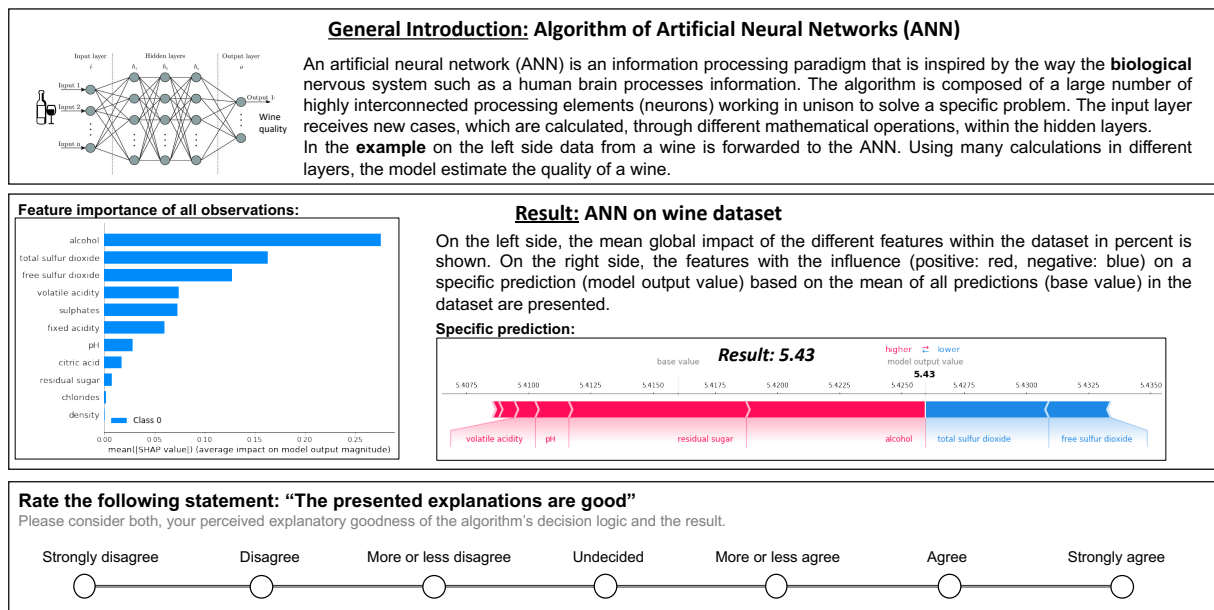 General Introduction: Algorithm of Artificial Neural Networks (ANN)
Input layer
Hidden layers
Output layer
i
h₁
h₂
hₙ
o
Input 1
Input 2
Input n
Output 1
Wine
quality
An artificial neural network (ANN) is an information processing paradigm that is inspired by the way the biological
nervous system such as a human brain processes information. The algorithm is composed of a large number of
highly interconnected processing elements (neurons) working in unison to solve a specific problem. The input layer
receives new cases, which are calculated, through different mathematical operations, within the hidden layers.
In the example on the left side data from a wine is forwarded to the ANN. Using many calculations in different
layers, the model estimate the quality of a wine.
Feature importance of all observations:
alcohol
total sulfur dioxide
free sulfur dioxide
volatile acidity
sulphates
fixed acidity
pH
citric acid
residual sugar
chlorides
density
Class 0
0.00 0.05 0.10 0.15 0.20 0.25
mean(|SHAP value|) (average impact on model output magnitude)
Result: ANN on wine dataset
On the left side, the mean global impact of the different features within the dataset in percent is
shown. On the right side, the features with the influence (positive: red, negative: blue) on a
specific prediction (model output value) based on the mean of all predictions (base value) in the
dataset are presented.
Specific prediction:
Result: 5.43
higher ⇄ lower
base value
model output value
5.43
5.4075 5.4100 5.4125 5.4150 5.4175 5.4200 5.4225 5.4250 5.4275 5.4300 5.4325 5.4350
volatile acidity pH residual sugar alcohol total sulfur dioxide free sulfur dioxide
Rate the following statement: “The presented explanations are good”
Please consider both, your perceived explanatory goodness of the algorithm’s decision logic and the result.
Strongly disagree Disagree More or less disagree Undecided More or less agree Agree Strongly agree